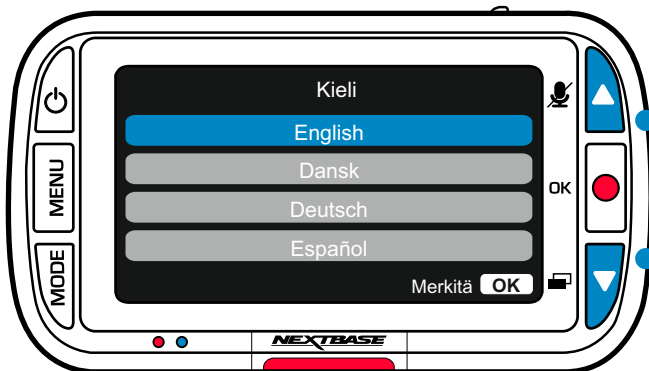 Kieli
English
Dansk
Deutsch
Español
Merkitä OK
MENU
MODE
OK
NEXTBASE